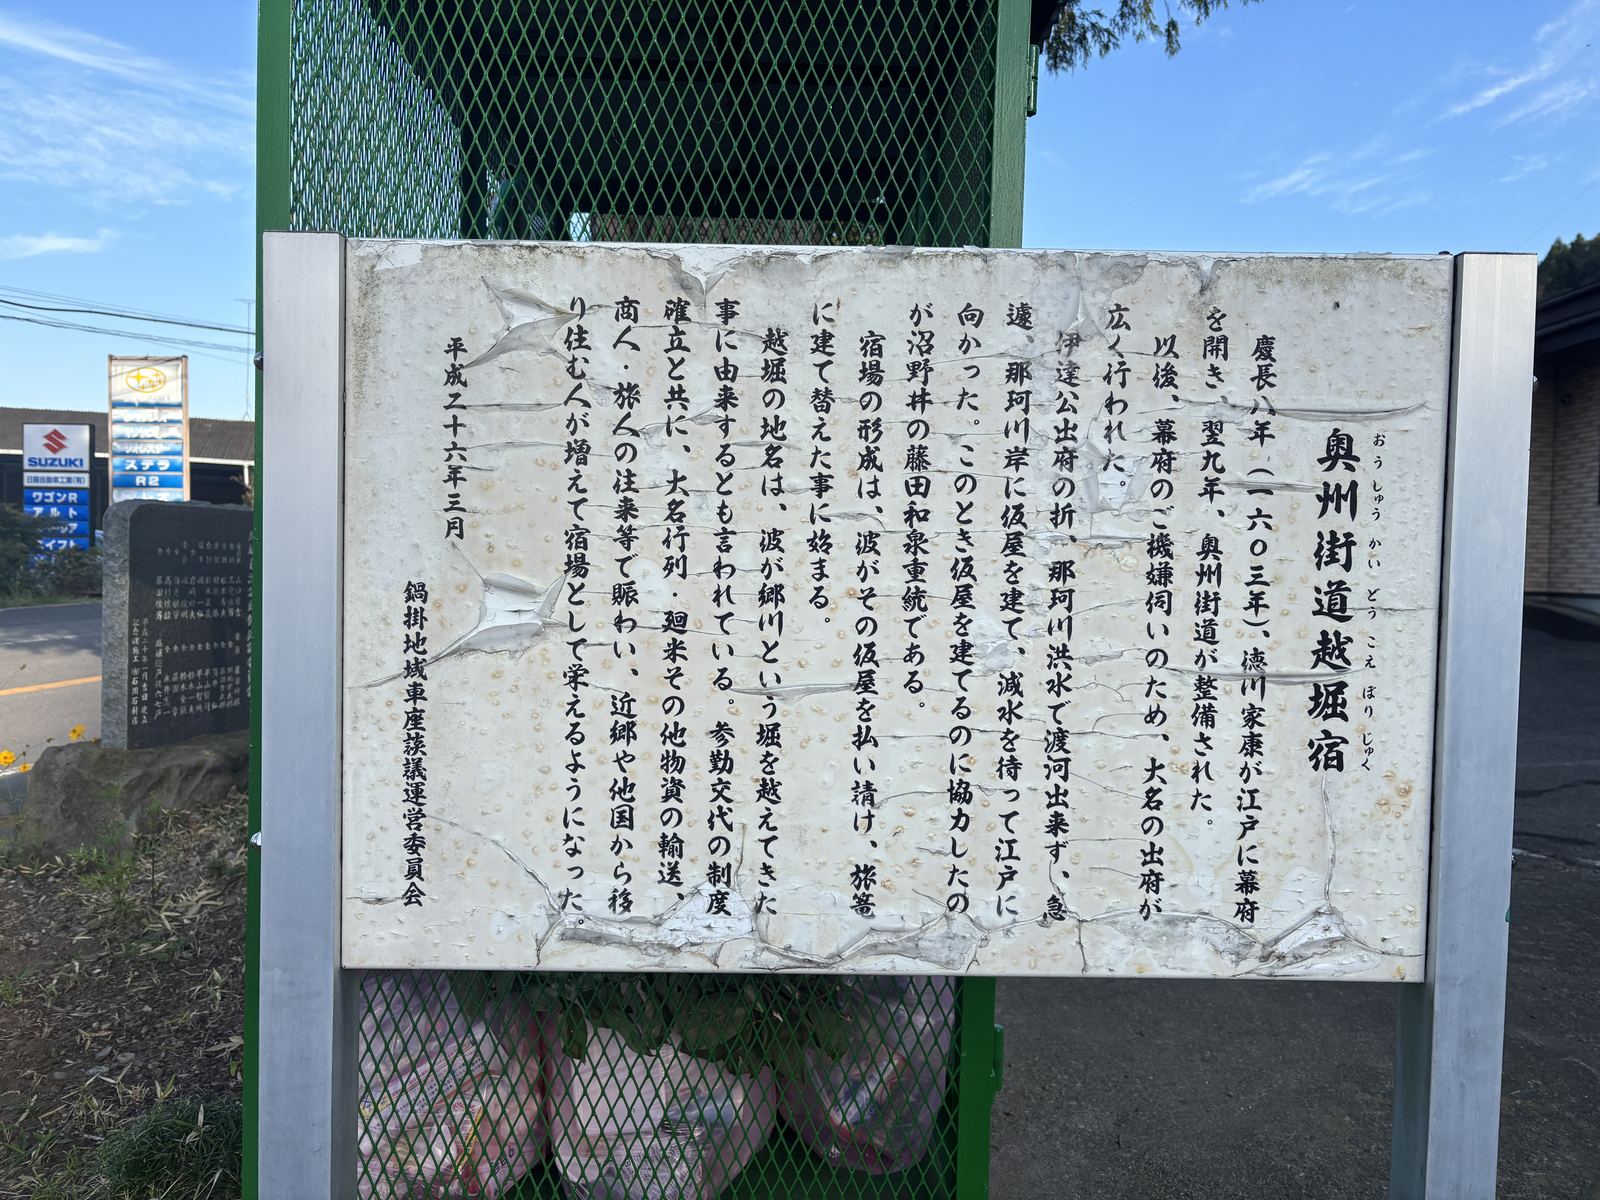 奥州街道越堀宿
おうしゅうかいどうこえぼりじゅく
慶長八年(一六〇三年)、徳川家康が江戸に幕府
を開き、翌九年、奥州街道が整備された。
以後、幕府のご機嫌伺いのため、大名の出府が
広く行われた。
伊達公出府の折、那珂川洪水で渡河出来ず、急
遽、那珂川岸に仮屋を建て、減水を待って江戸に
向かった。このとき仮屋を建てるのに協力したの
が沼野井の藤田和泉重統である。
宿場の形成は、彼がその仮屋を払い請け、旅篭
に建て替えた事に始まる。
越堀の地名は、波が郷川という堀を越えてきた
事に由来するとも言われている。参勤交代の制度
確立と共に、大名行列・廻米その他物資の輸送、
商人・旅人の往来等で賑わい、近郷や他国から移
り住む人が増えて宿場として栄えるようになった。
平成二十六年三月
鍋掛地域車座談議運営委員会
SUZUKI
日藤自動車工業(有)
ワゴンR
アルト
ステラ
R2